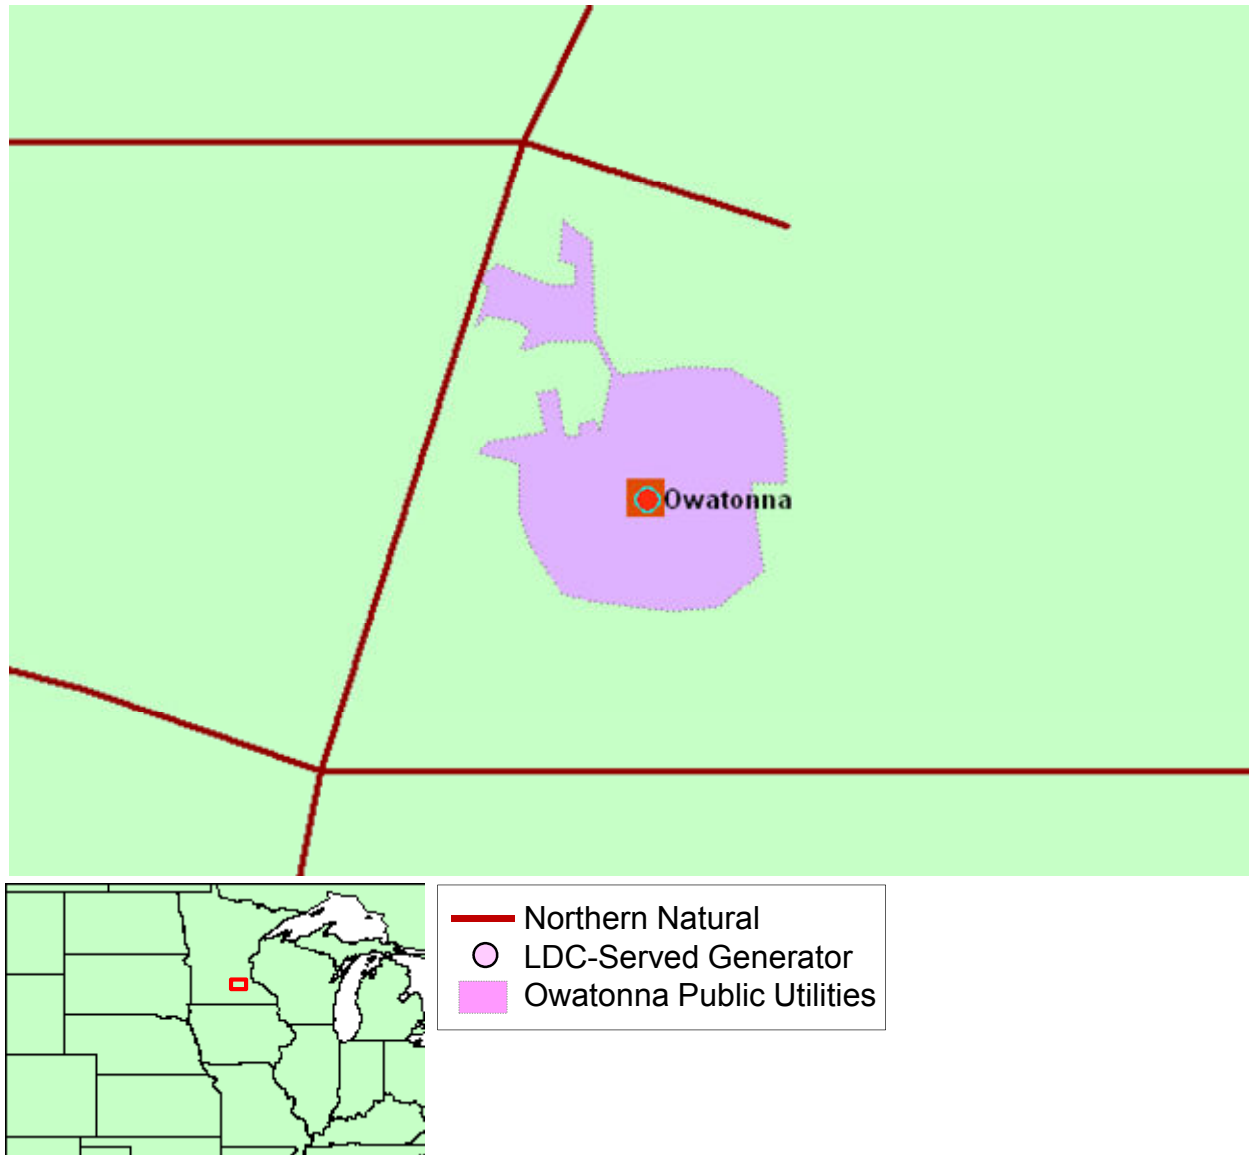 Owatonna
Northern Natural
LDC-Served Generator
Owatonna Public Utilities